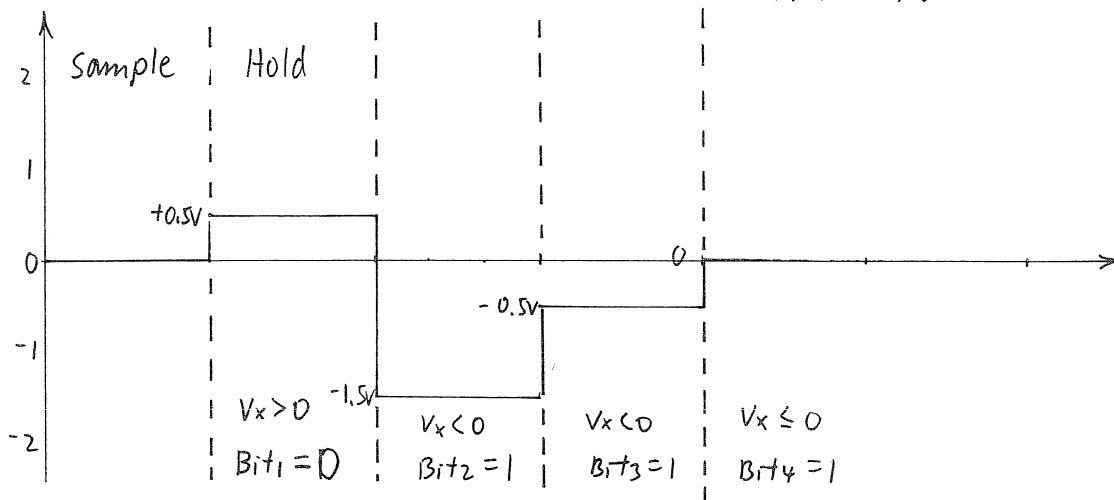 Sample
Hold
2
1
+0.5V
0
0
-0.5V
-1
-1.5V
-2
Vx>0
Bit1=0
Vx<0
Bit2=1
Vx<0
Bit3=1
Vx≤0
Bit4=1